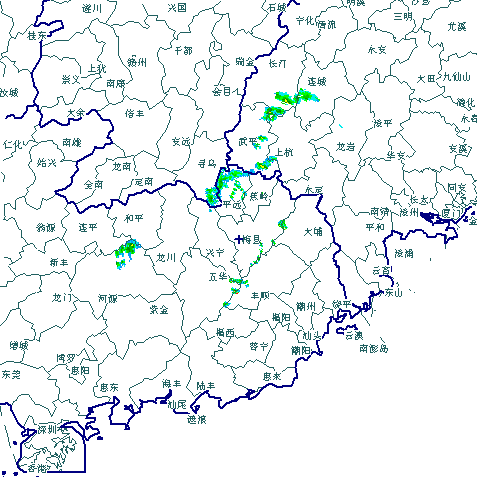 遂川
兴国
石城
宁化
清流
明溪
三明
沙县
尤溪
桂东
于都
瑞金
长汀
永安
大田
九仙山
崇义
上犹
赣州
南康
会昌
连城
汝城
大余
信丰
德化
漳平
永春
仁化
南雄
安远
武平
龙岩
安溪
始兴
龙南
寻乌
上杭
华安
全南
定南
平远
蕉岭
永定
同安
长泰
南靖
漳州
厦门
金
翁源
连平
和平
梅县
大埔
平和
新丰
龙川
兴宁
漳浦
五华
云霄
龙门
河源
紫金
丰顺
潮州
饶平
东山
揭阳
增城
揭西
汕头
云澳
博罗
惠阳
普宁
潮阳
南澎岛
东莞
惠东
海丰
陆丰
惠来
汕尾
遮浪
深圳
香港